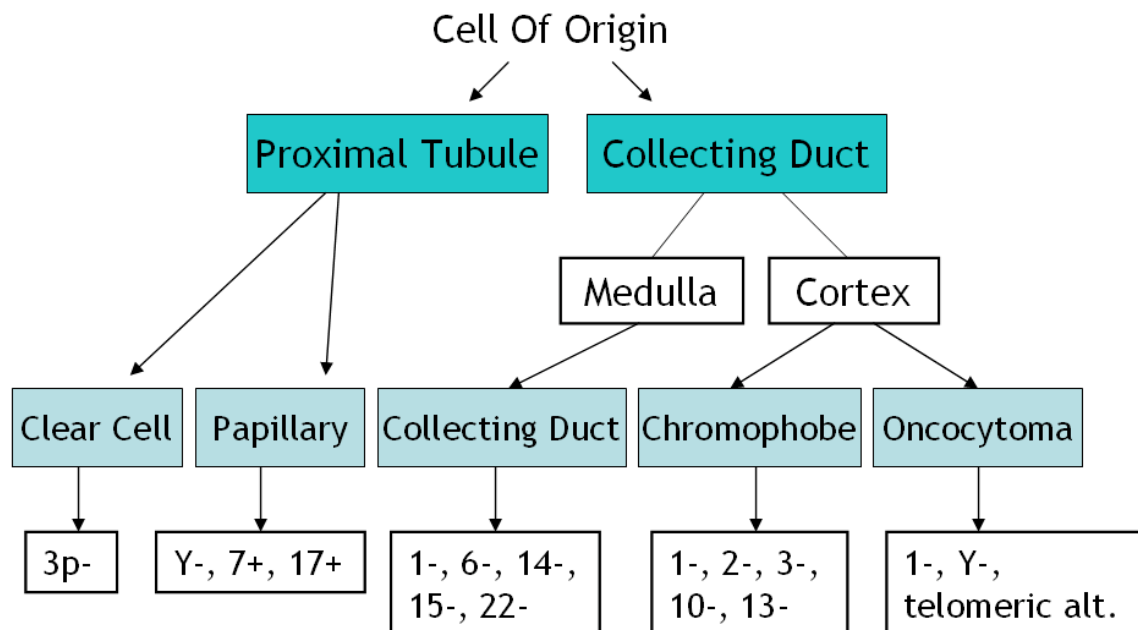 Cell Of Origin
Proximal Tubule
Collecting Duct
Medulla
Cortex
Clear Cell
Papillary
Collecting Duct
Chromophobe
Oncocytoma
3p-
Y-, 7+, 17+
1-, 6-, 14-,
15-, 22-
1-, 2-, 3-,
10-, 13-
1-, Y-,
telomeric alt.